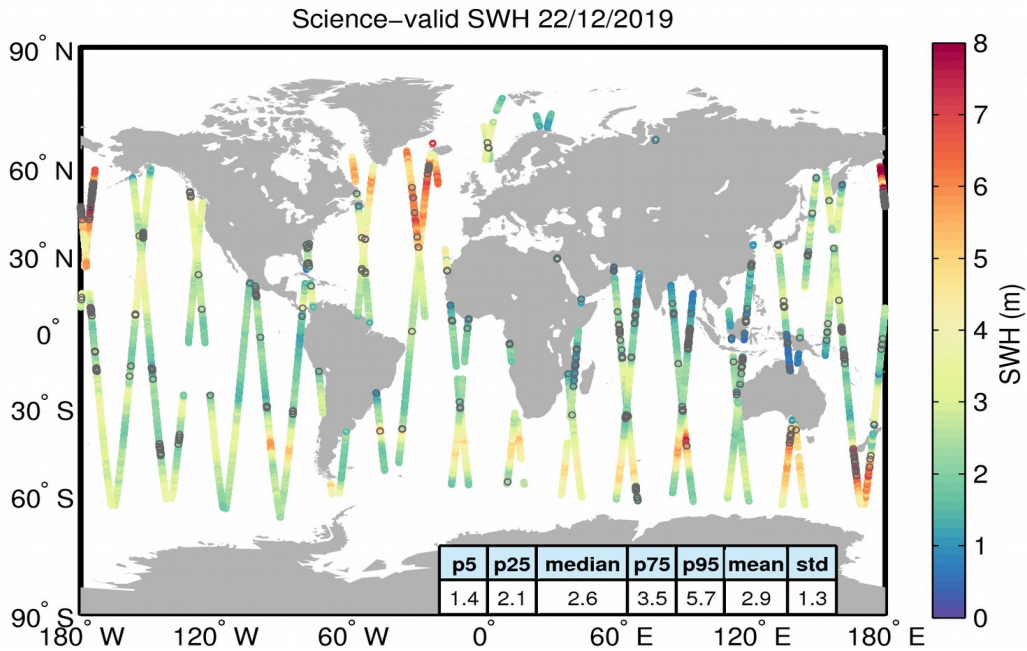 Science−valid SWH 22/12/2019
90° N
60° N
30° N
0°
30° S
60° S
90° S
180° W
120° W
60° W
0°
60° E
120° E
180° E
p5 p25 median p75 p95 mean std
1.4 2.1 2.6 3.5 5.7 2.9 1.3
8
7
6
5
4
3
2
1
0
SWH (m)